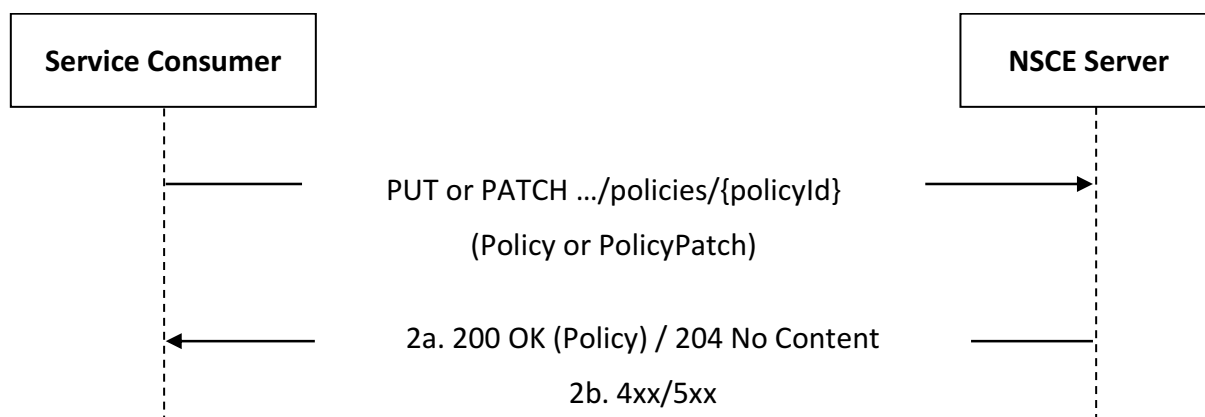 Service Consumer
NSCE Server
PUT or PATCH …/policies/{policyId}
(Policy or PolicyPatch)
2a. 200 OK (Policy) / 204 No Content
2b. 4xx/5xx